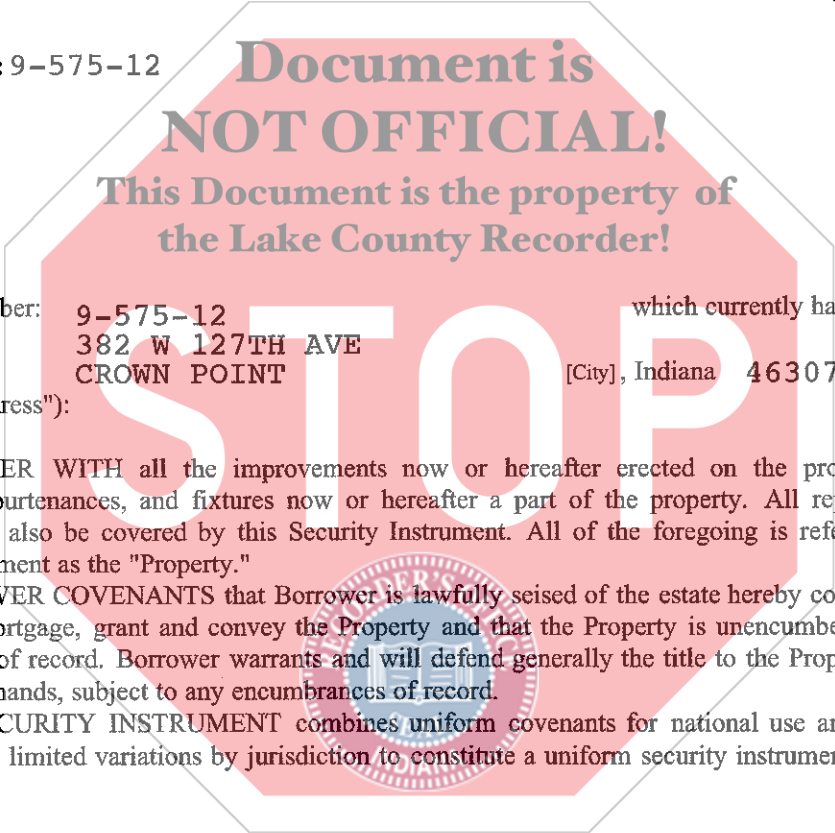 : 9-575-12
Document is
NOT OFFICIAL!
This Document is the property of
the Lake County Recorder!
ber: 9-575-12 which currently ha
382 W 127TH AVE
CROWN POINT [City], Indiana 46307
ress"):
STOP
ER WITH all the improvements now or hereafter erected on the pro
ourtenances, and fixtures now or hereafter a part of the property. All re
also be covered by this Security Instrument. All of the foregoing is refe
ment as the "Property."
VER COVENANTS that Borrower is lawfully seised of the estate hereby co
ortgage, grant and convey the Property and that the Property is unencumbe
of record. Borrower warrants and will defend generally the title to the Prop
nands, subject to any encumbrances of record.
CURITY INSTRUMENT combines uniform covenants for national use an
limited variations by jurisdiction to constitute a uniform security instrumen
RECORDER'S OFFICE
SEAL
INDIANA